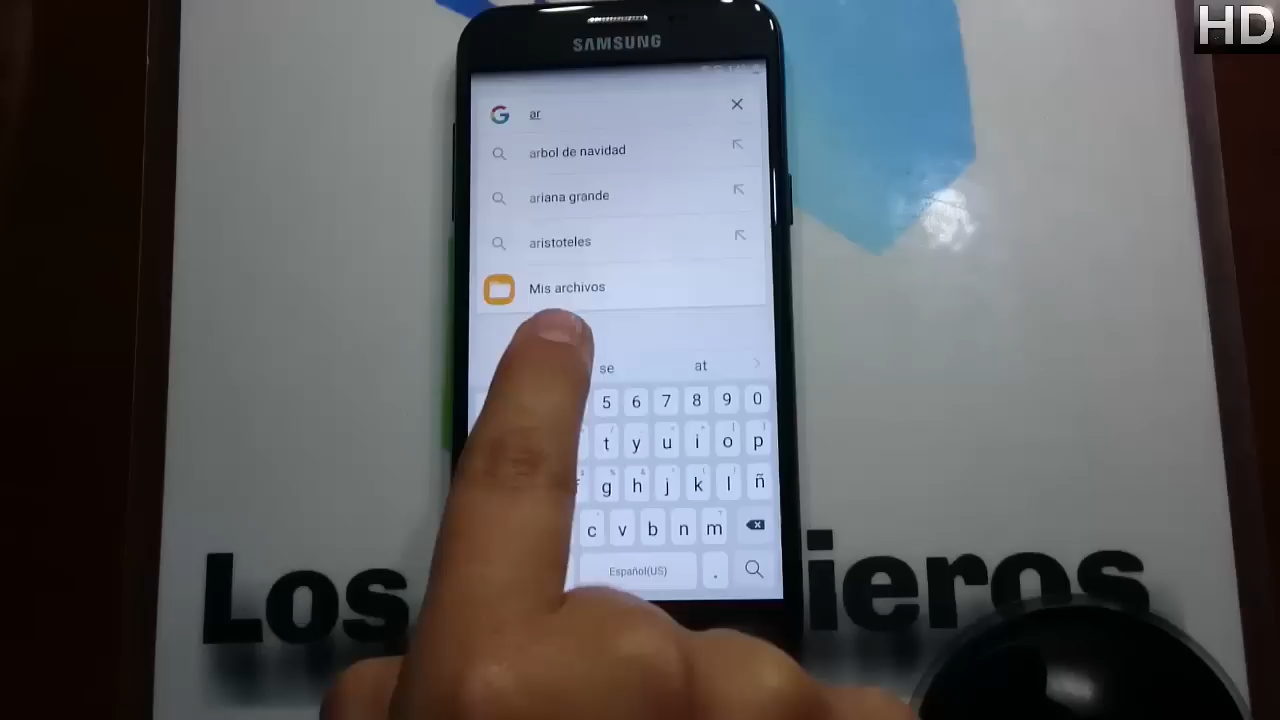 HD
SAMSUNG
ar
arbol de navidad
ariana grande
aristoteles
Mis archivos
se at
5 6 7 8 9 0
t y u i o p
g h j k l ñ
c v b n m
Español(US) .
Los ieros